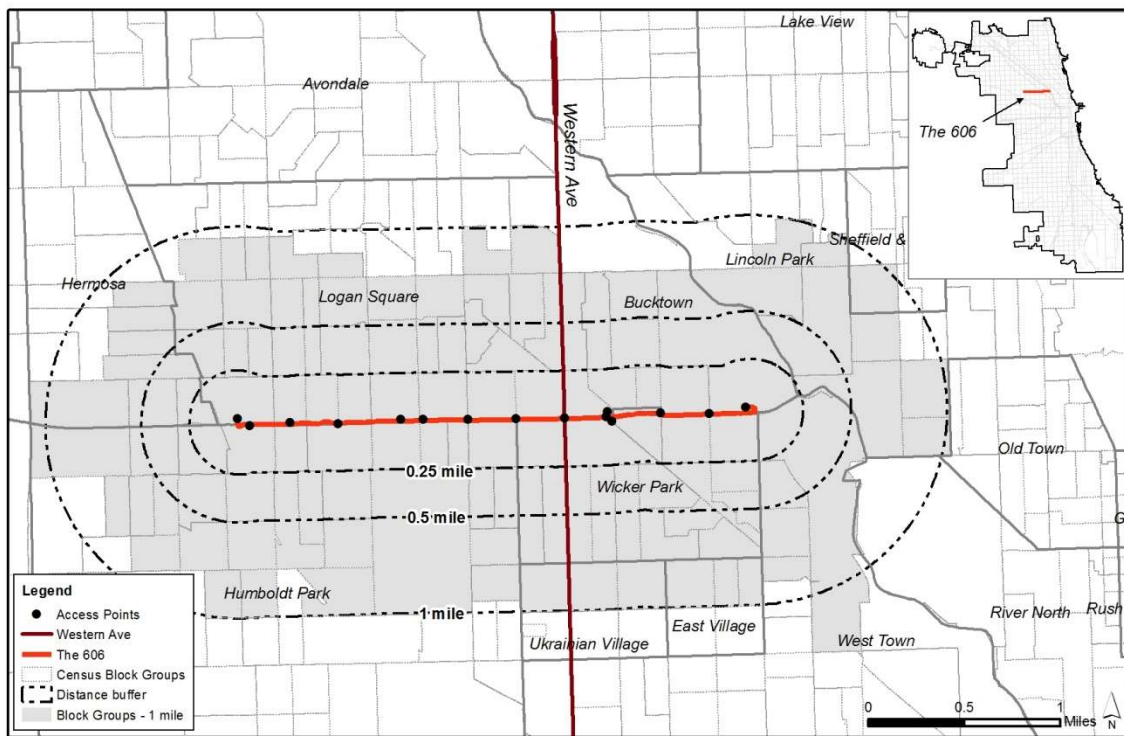 Lake View
Avondale
Western Ave
The 606
Sheffield &
Lincoln Park
Hermosa
Logan Square
Bucktown
Old Town
0.25 mile
Wicker Park
0.5 mile
G
Humboldt Park
1 mile
River North
Rush
East Village
Ukrainian Village
West Town
Legend
Access Points
Western Ave
The 606
Census Block Groups
Distance buffer
Block Groups - 1 mile
0 0.5 1
Miles
N